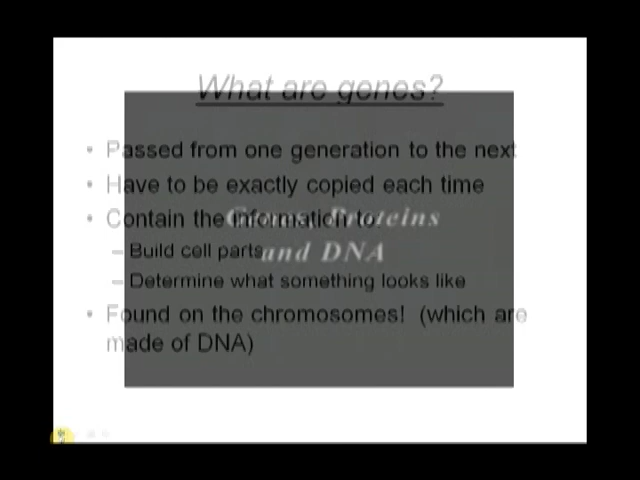 What are genes?
• Passed from one generation to the next
• Have to be exactly copied each time
• Contain the information to:
– Build cell parts
– Determine what something looks like
• Found on the chromosomes! (which are
made of DNA)
Genes, Proteins
and DNA